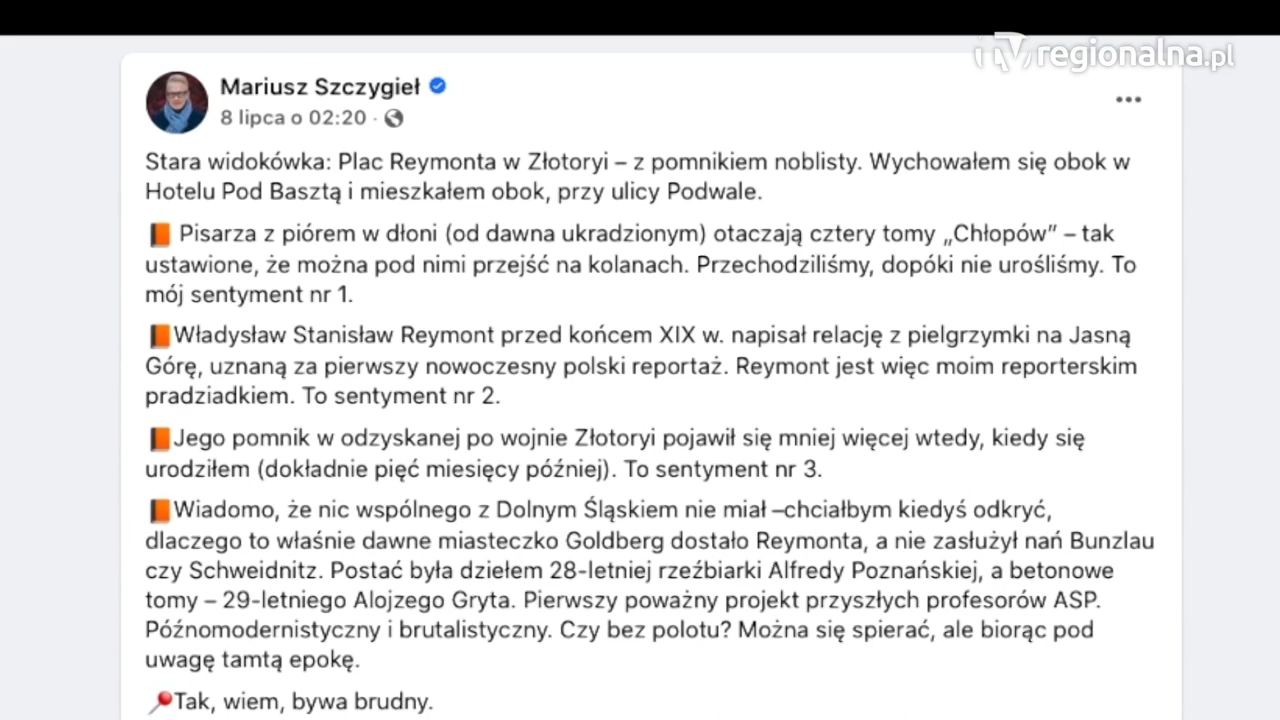 regionalna.pl
Mariusz Szczygieł
8 lipca o 02:20 ·
Stara widokówka: Plac Reymonta w Złotoryi – z pomnikiem noblisty. Wychowałem się obok w
Hotelu Pod Basztą i mieszkałem obok, przy ulicy Podwale.
📙 Pisarza z piórem w dłoni (od dawna ukradzionym) otaczają cztery tomy „Chłopów” – tak
ustawione, że można pod nimi przejść na kolanach. Przechodziliśmy, dopóki nie urośliśmy. To
mój sentyment nr 1.
📙Władysław Stanisław Reymont przed końcem XIX w. napisał relację z pielgrzymki na Jasną
Górę, uznaną za pierwszy nowoczesny polski reportaż. Reymont jest więc moim reporterskim
pradziadkiem. To sentyment nr 2.
📙Jego pomnik w odzyskanej po wojnie Złotoryi pojawił się mniej więcej wtedy, kiedy się
urodziłem (dokładnie pięć miesięcy później). To sentyment nr 3.
📙Wiadomo, że nic wspólnego z Dolnym Śląskiem nie miał –chciałbym kiedyś odkryć,
dlaczego to właśnie dawne miasteczko Goldberg dostało Reymonta, a nie zasłużył nań Bunzlau
czy Schweidnitz. Postać była dziełem 28-letniej rzeźbiarki Alfredy Poznańskiej, a betonowe
tomy – 29-letniego Alojzego Gryta. Pierwszy poważny projekt przyszłych profesorów ASP.
Późnomodernistyczny i brutalistyczny. Czy bez polotu? Można się spierać, ale biorąc pod
uwagę tamtą epokę.
📍Tak, wiem, bywa brudny.